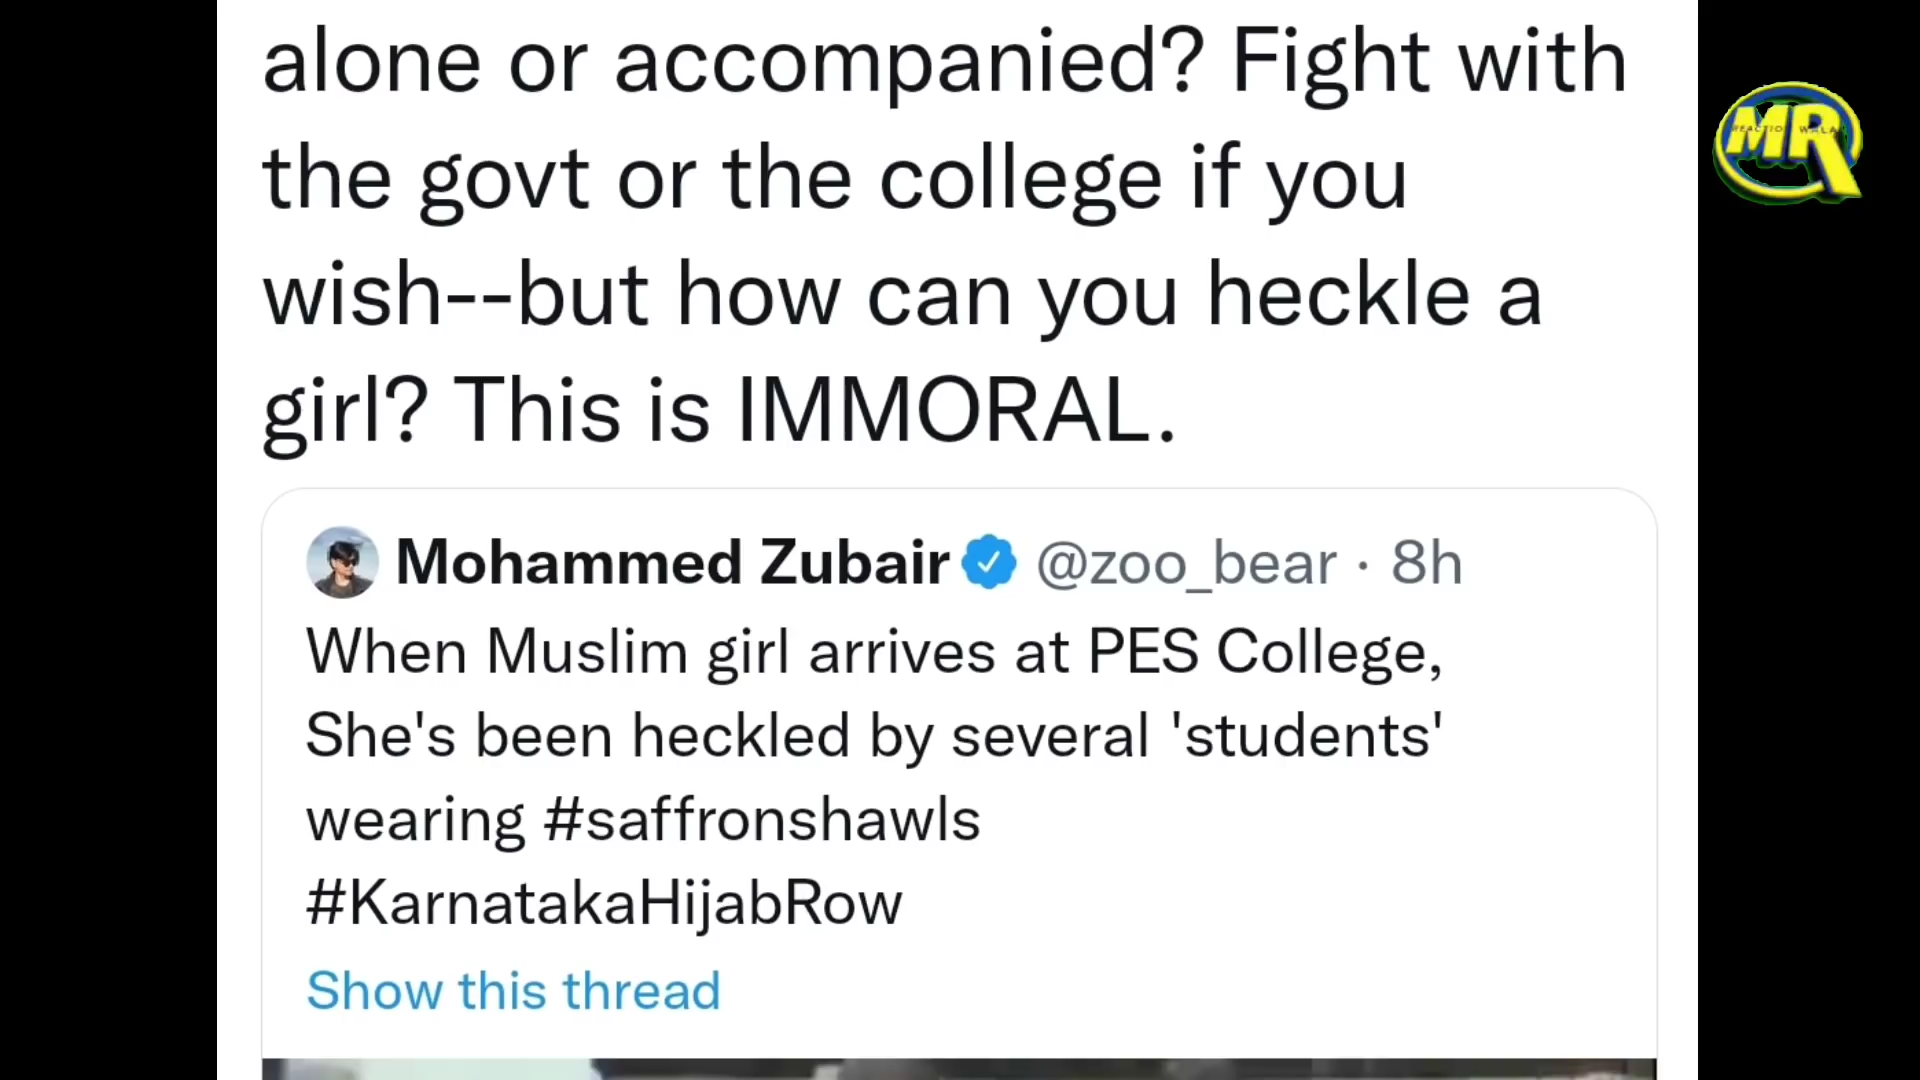 alone or accompanied? Fight with
the govt or the college if you
wish--but how can you heckle a
girl? This is IMMORAL.
MR
REACTION WALA
Mohammed Zubair @zoo_bear · 8h
When Muslim girl arrives at PES College,
She's been heckled by several 'students'
wearing #saffronshawls
#KarnatakaHijabRow
Show this thread